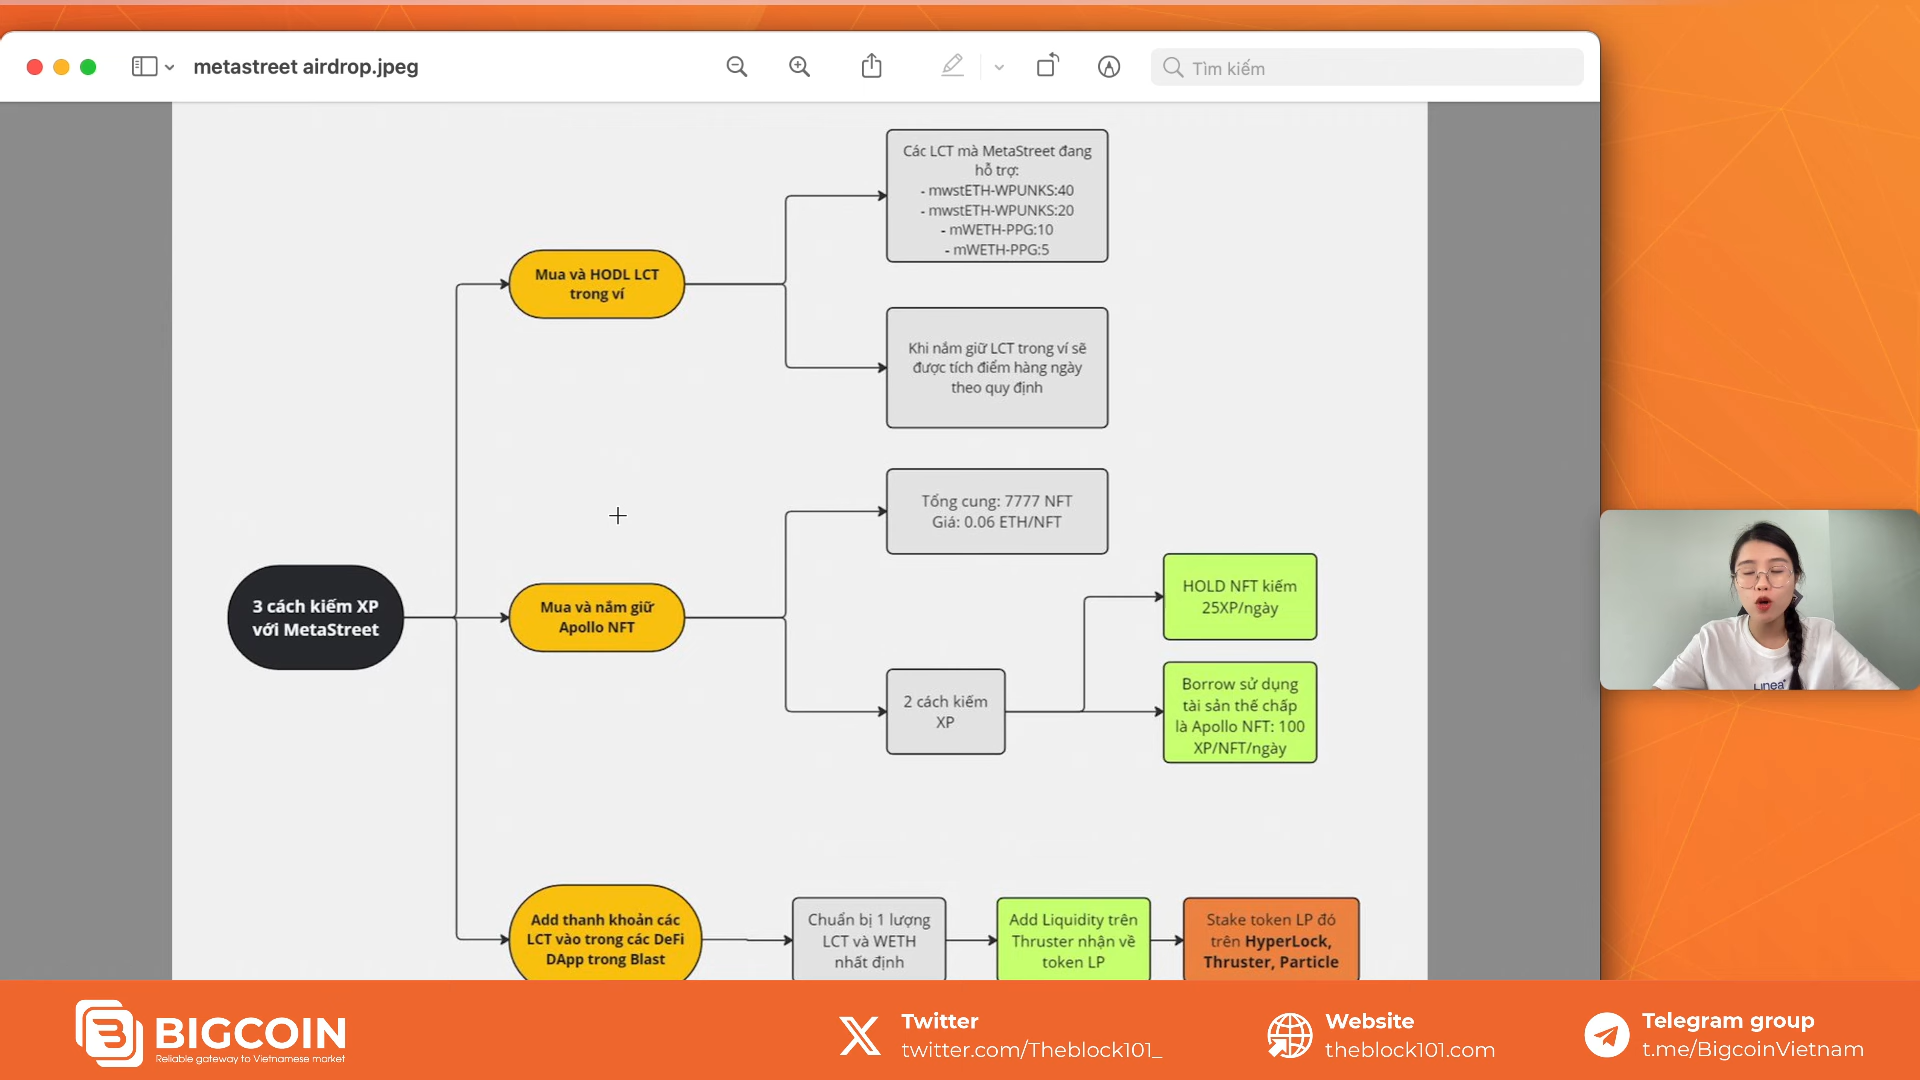 metastreet airdrop.jpeg
Tìm kiếm
Các LCT mà MetaStreet đang
hỗ trợ:
- mwstETH-WPUNKS:40
- mwstETH-WPUNKS:20
- mWETH-PPG:10
- mWETH-PPG:5
Mua và HODL LCT
trong ví
Khi nắm giữ LCT trong ví sẽ
được tích điểm hàng ngày
theo quy định
Tổng cung: 7777 NFT
Giá: 0.06 ETH/NFT
3 cách kiếm XP
với MetaStreet
Mua và nắm giữ
Apollo NFT
HOLD NFT kiếm
25XP/ngày
2 cách kiếm
XP
Borrow sử dụng
tài sản thế chấp
là Apollo NFT: 100
XP/NFT/ngày
Linea
Add thanh khoản các
LCT vào trong các DeFi
DApp trong Blast
Chuẩn bị 1 lượng
LCT và WETH
nhất định
Add Liquidity trên
Thruster nhận về
token LP
Stake token LP đó
trên HyperLock,
Thruster, Particle
BIGCOIN
Reliable gateway to Vietnamese market
Twitter
twitter.com/Theblock101_
Website
theblock101.com
Telegram group
t.me/BigcoinVietnam